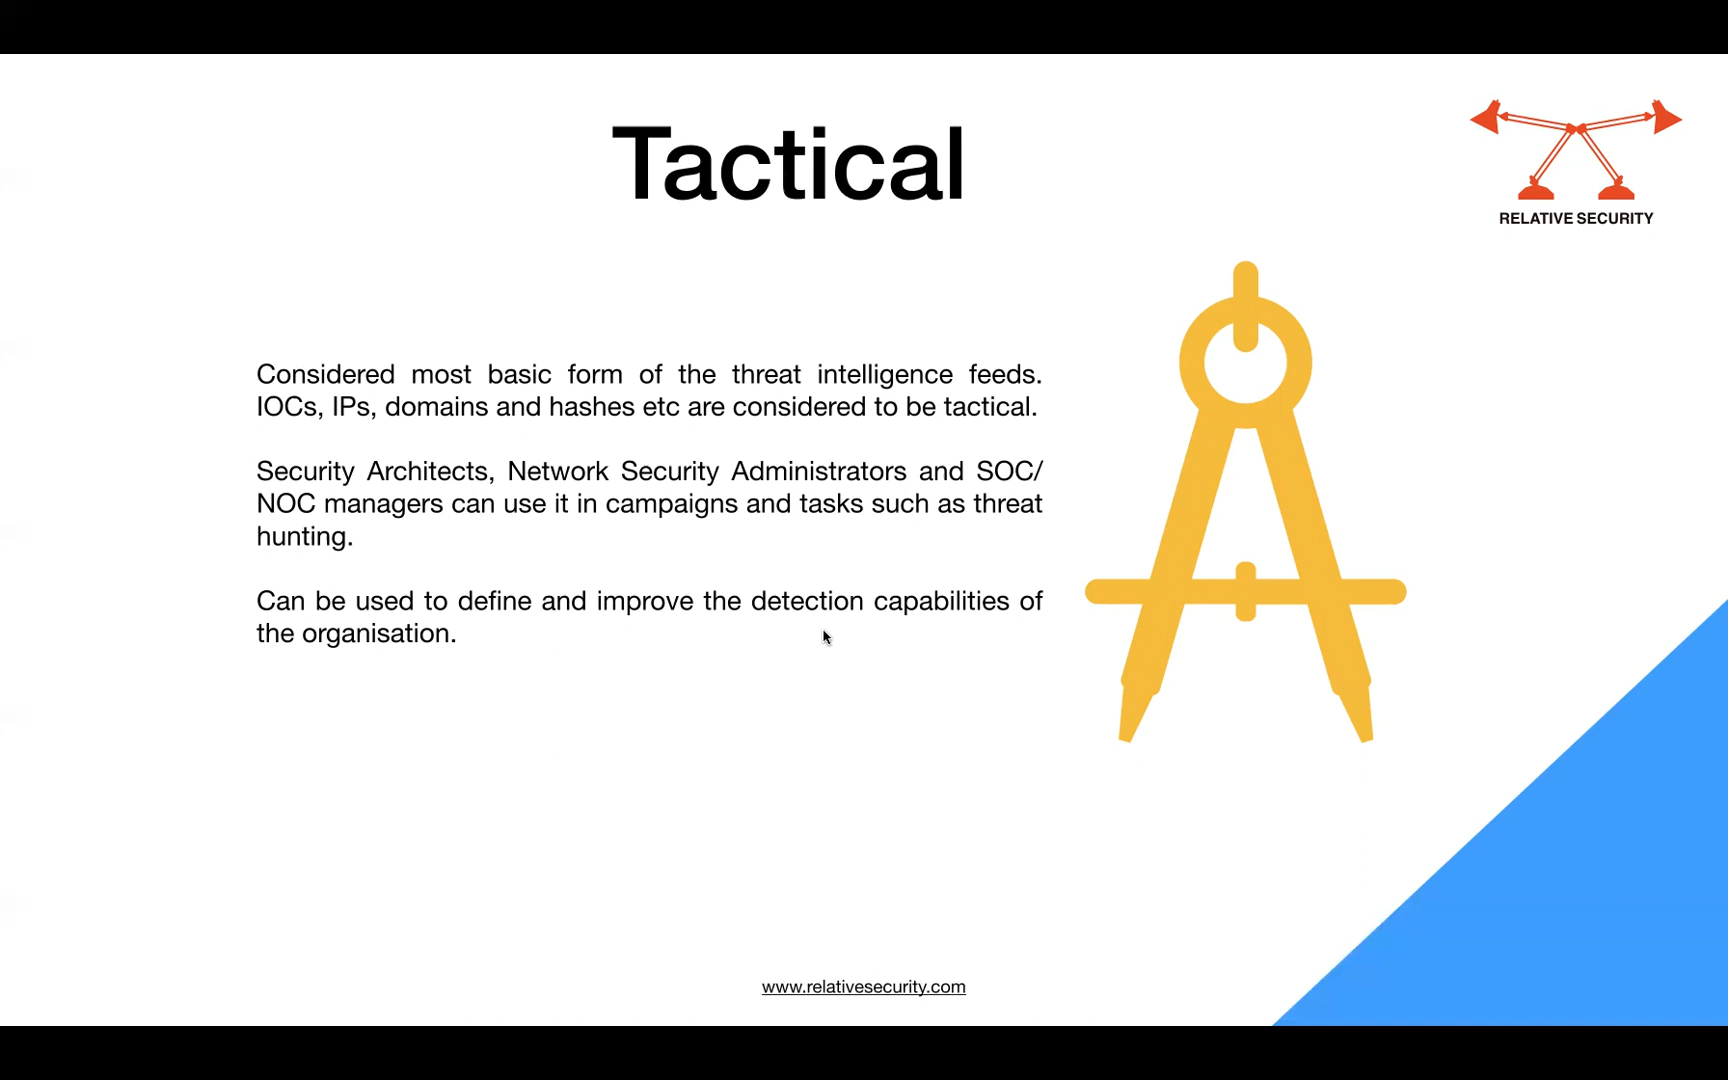 Tactical
RELATIVE SECURITY
Considered most basic form of the threat intelligence feeds.
IOCs, IPs, domains and hashes etc are considered to be tactical.
Security Architects, Network Security Administrators and SOC/
NOC managers can use it in campaigns and tasks such as threat
hunting.
Can be used to define and improve the detection capabilities of
the organisation.
www.relativesecurity.com